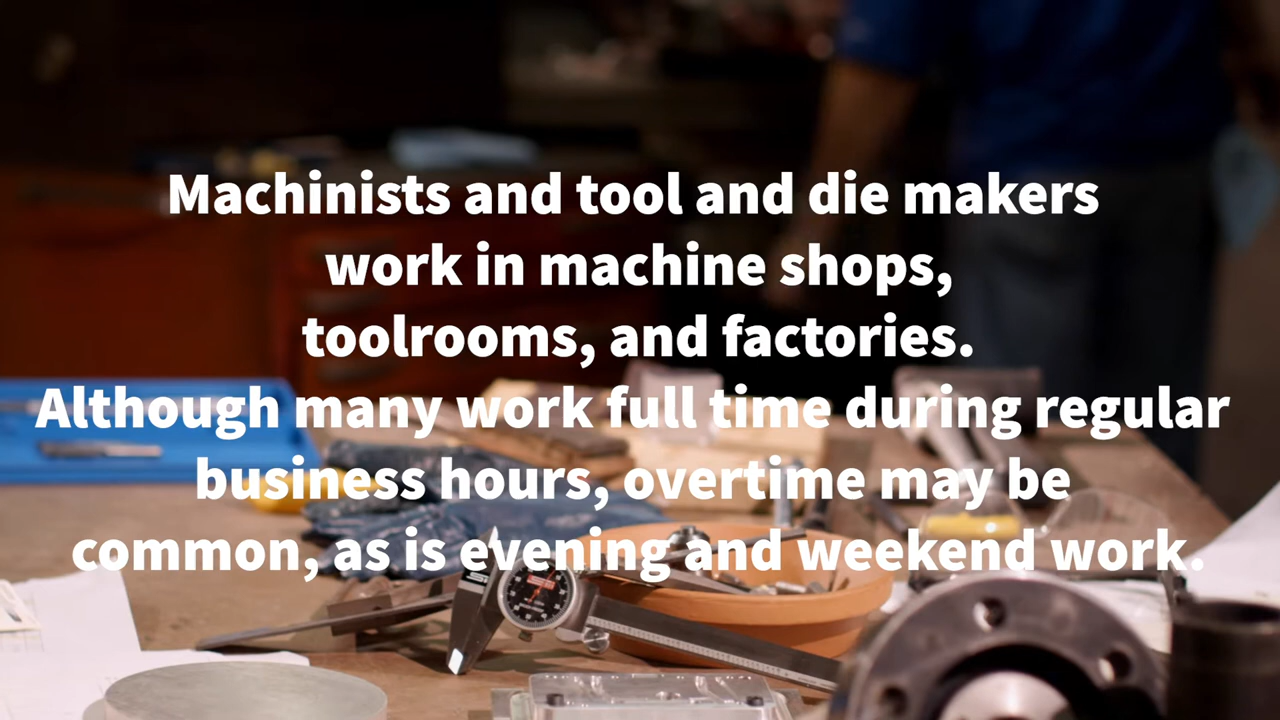 Machinists and tool and die makers
work in machine shops,
toolrooms, and factories.
Although many work full time during regular
business hours, overtime may be
common, as is evening and weekend work.